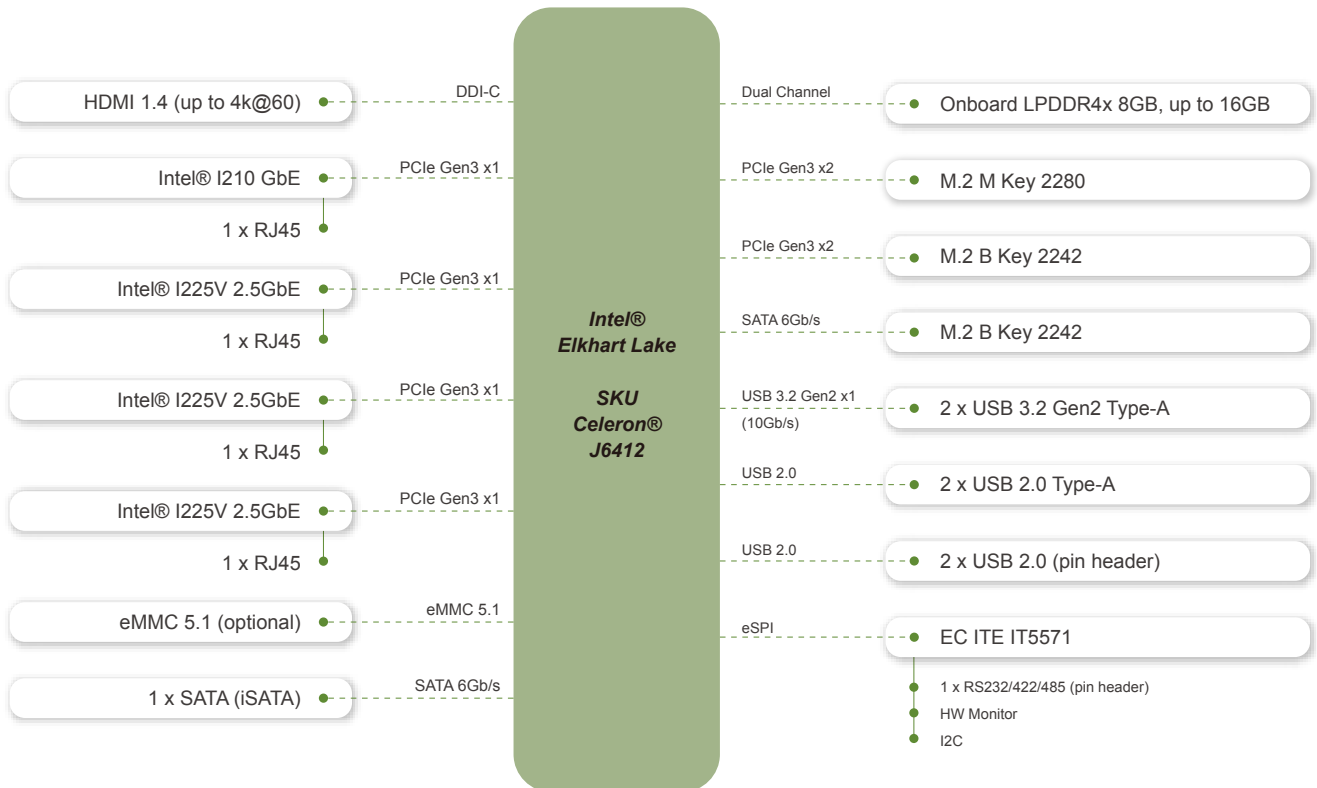 DDI-C
HDMI 1.4 (up to 4k@60)
PCIe Gen3 x1
Intel® I210 GbE
1 x RJ45
PCIe Gen3 x1
Intel® I225V 2.5GbE
1 x RJ45
PCIe Gen3 x1
Intel® I225V 2.5GbE
1 x RJ45
PCIe Gen3 x1
Intel® I225V 2.5GbE
1 x RJ45
eMMC 5.1
eMMC 5.1 (optional)
SATA 6Gb/s
1 x SATA (iSATA)
Intel®
Elkhart Lake
SKU
Celeron®
J6412
Dual Channel
Onboard LPDDR4x 8GB, up to 16GB
PCIe Gen3 x2
M.2 M Key 2280
PCIe Gen3 x2
M.2 B Key 2242
SATA 6Gb/s
M.2 B Key 2242
USB 3.2 Gen2 x1
(10Gb/s)
2 x USB 3.2 Gen2 Type-A
USB 2.0
2 x USB 2.0 Type-A
USB 2.0
2 x USB 2.0 (pin header)
eSPI
EC ITE IT5571
1 x RS232/422/485 (pin header)
HW Monitor
I2C